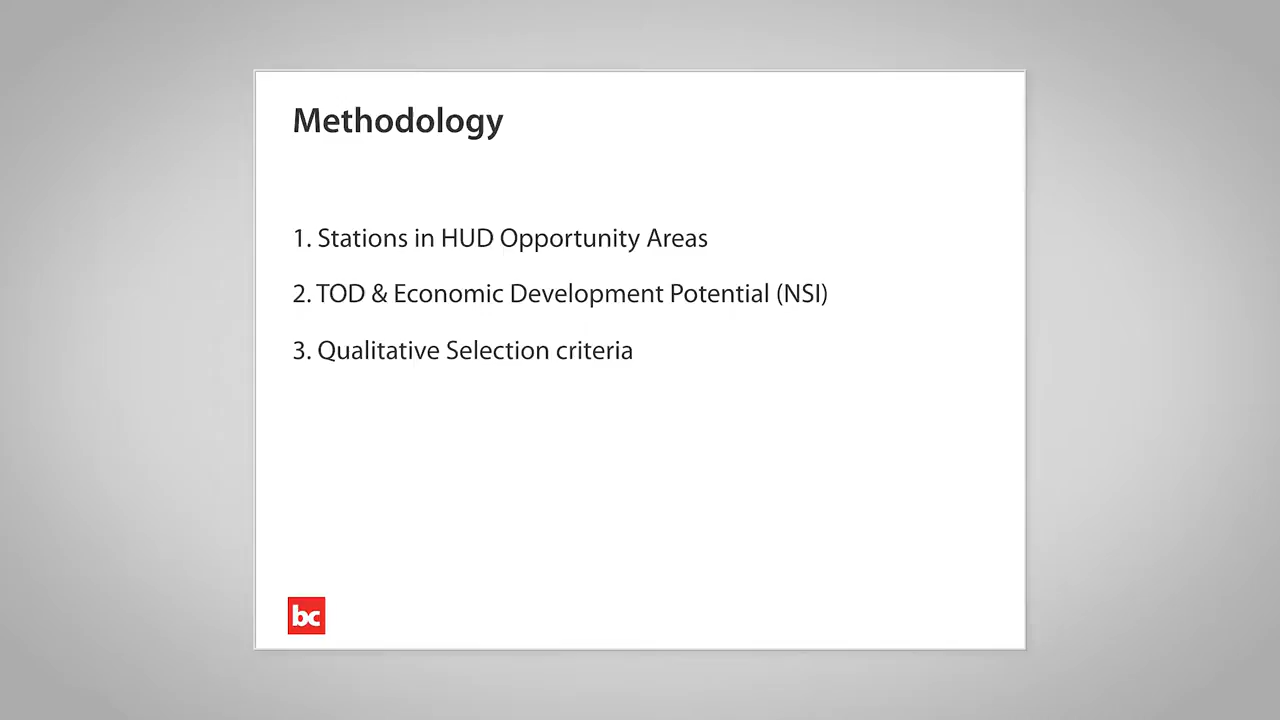 Methodology
1. Stations in HUD Opportunity Areas
2. TOD & Economic Development Potential (NSI)
3. Qualitative Selection criteria
bc